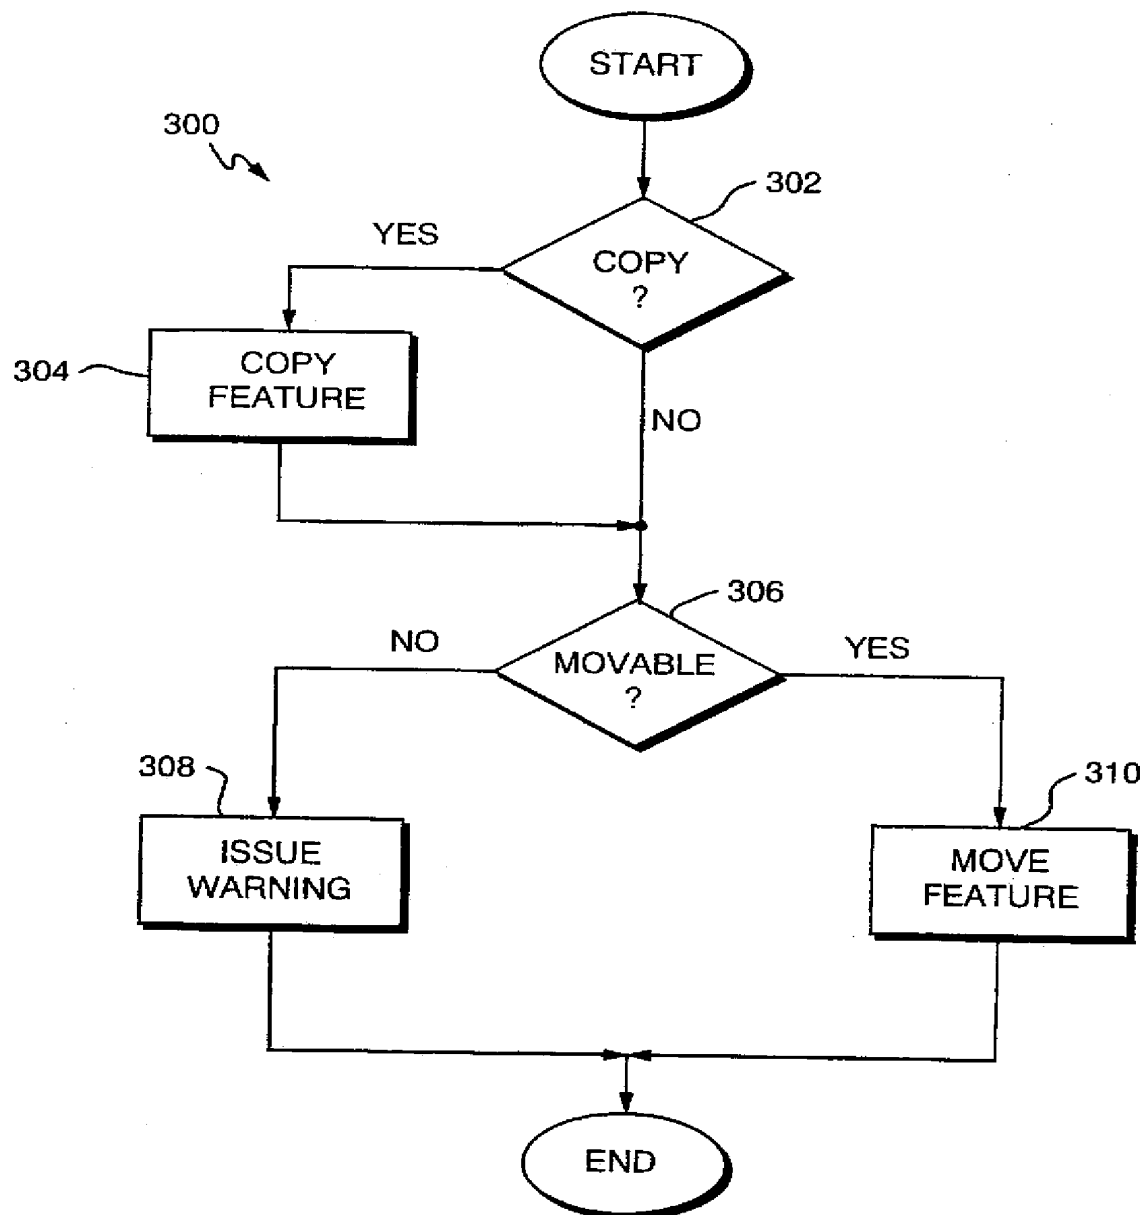 START
300
302
YES
COPY
?
304
COPY
FEATURE
NO
306
NO
MOVABLE
?
YES
308
310
ISSUE
WARNING
MOVE
FEATURE
END